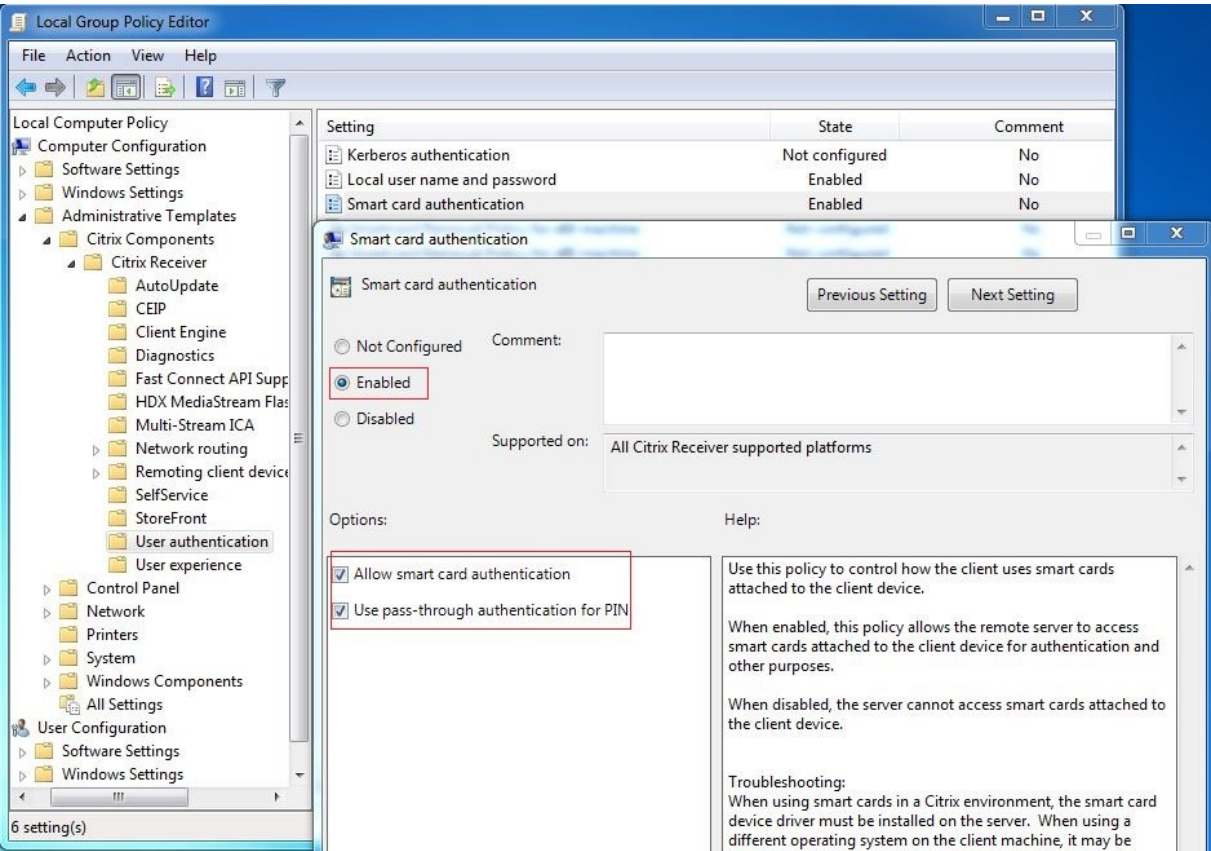 Local Group Policy Editor
File Action View Help
Local Computer Policy
Computer Configuration
Software Settings
Windows Settings
Administrative Templates
Citrix Components
Citrix Receiver
AutoUpdate
CEIP
Client Engine
Diagnostics
Fast Connect API Supp
HDX MediaStream Flas
Multi-Stream ICA
Network routing
Remoting client device
SelfService
StoreFront
User authentication
User experience
Control Panel
Network
Printers
System
Windows Components
All Settings
User Configuration
Software Settings
Windows Settings
6 setting(s)
Setting State Comment
Kerberos authentication Not configured No
Local user name and password Enabled No
Smart card authentication Enabled No
Smart card authentication
Smart card authentication
Previous Setting Next Setting
Not Configured
Enabled
Disabled
Comment:
Supported on: All Citrix Receiver supported platforms
Options:
Allow smart card authentication
Use pass-through authentication for PIN
Help:
Use this policy to control how the client uses smart cards
attached to the client device.
When enabled, this policy allows the remote server to access
smart cards attached to the client device for authentication and
other purposes.
When disabled, the server cannot access smart cards attached to
the client device.
Troubleshooting:
When using smart cards in a Citrix environment, the smart card
device driver must be installed on the server. When using a
different operating system on the client machine, it may be